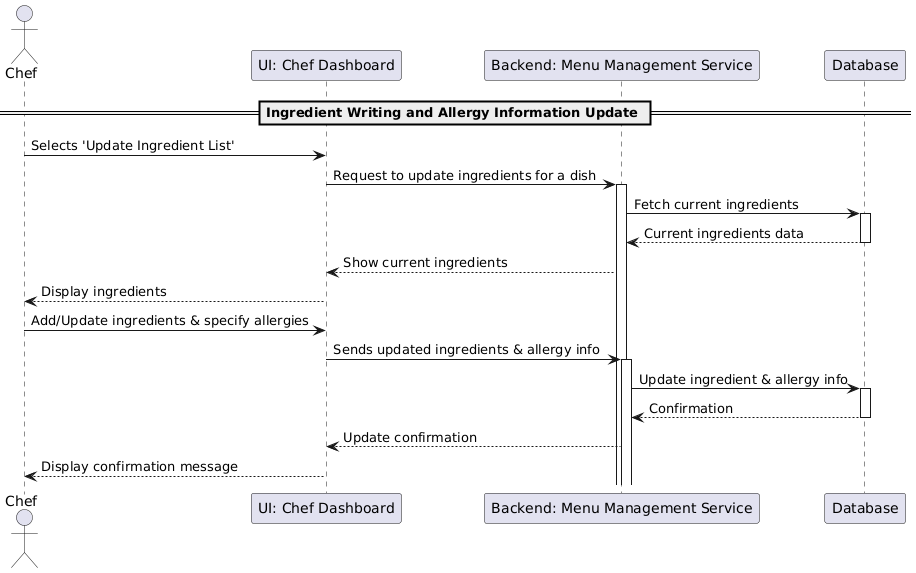 Chef
UI: Chef Dashboard
Backend: Menu Management Service
Database
Ingredient Writing and Allergy Information Update
Selects 'Update Ingredient List'
Request to update ingredients for a dish
Fetch current ingredients
Current ingredients data
Show current ingredients
Display ingredients
Add/Update ingredients & specify allergies
Sends updated ingredients & allergy info
Update ingredient & allergy info
Confirmation
Update confirmation
Display confirmation message
Chef
UI: Chef Dashboard
Backend: Menu Management Service
Database